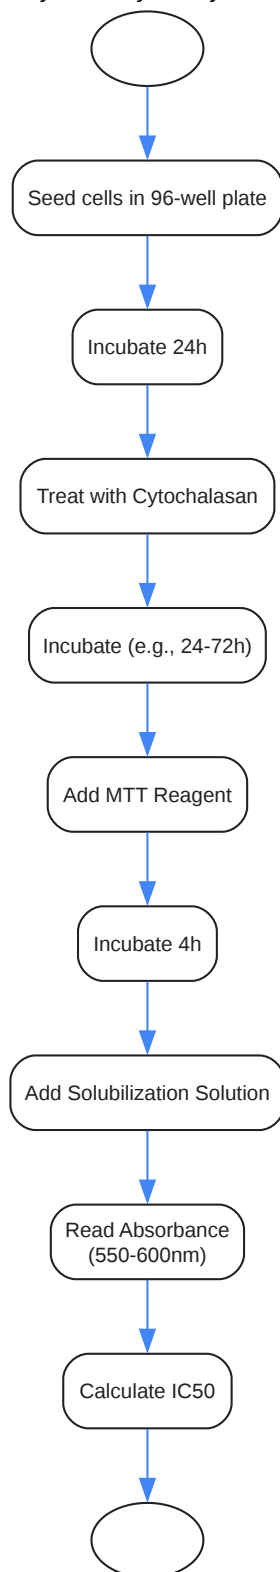 Seed cells in 96-well plate
Incubate 24h
Treat with Cytochalasan
Incubate (e.g., 24-72h)
Add MTT Reagent
Incubate 4h
Add Solubilization Solution
Read Absorbance
(550-600nm)
Calculate IC50